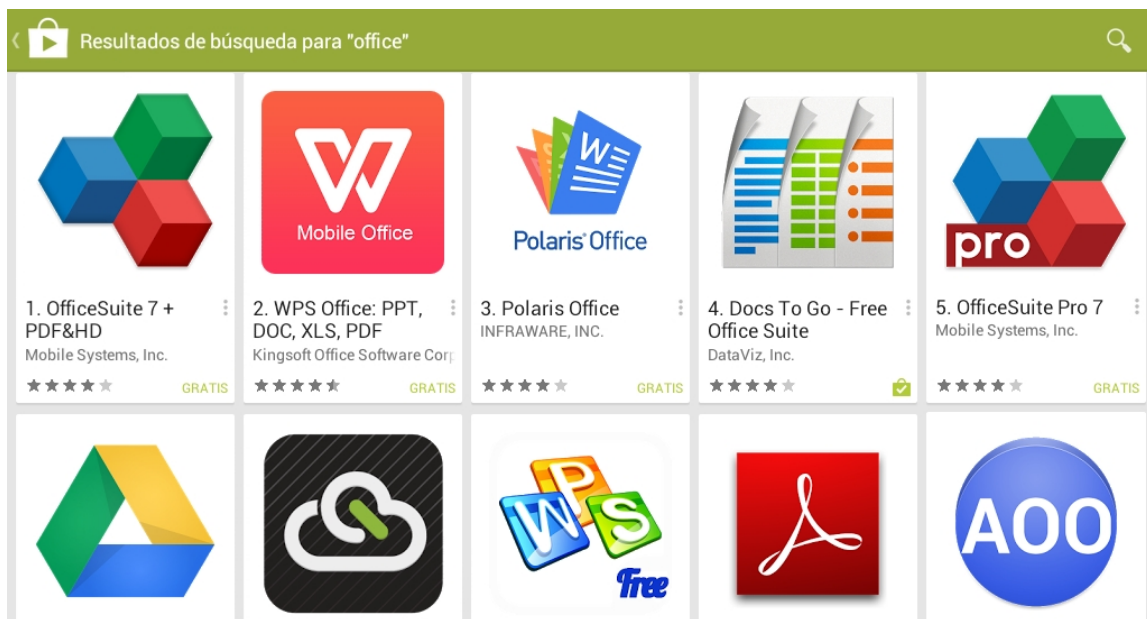 Resultados de búsqueda para "office"
Mobile Office
W
Polaris Office
pro
1. OfficeSuite 7 +
PDF&HD
Mobile Systems, Inc.
GRATIS
2. WPS Office: PPT,
DOC, XLS, PDF
Kingsoft Office Software Corp
GRATIS
3. Polaris Office
INFRAWARE, INC.
GRATIS
4. Docs To Go - Free
Office Suite
DataViz, Inc.
5. OfficeSuite Pro 7
Mobile Systems, Inc.
GRATIS
WPS
Free
AOO